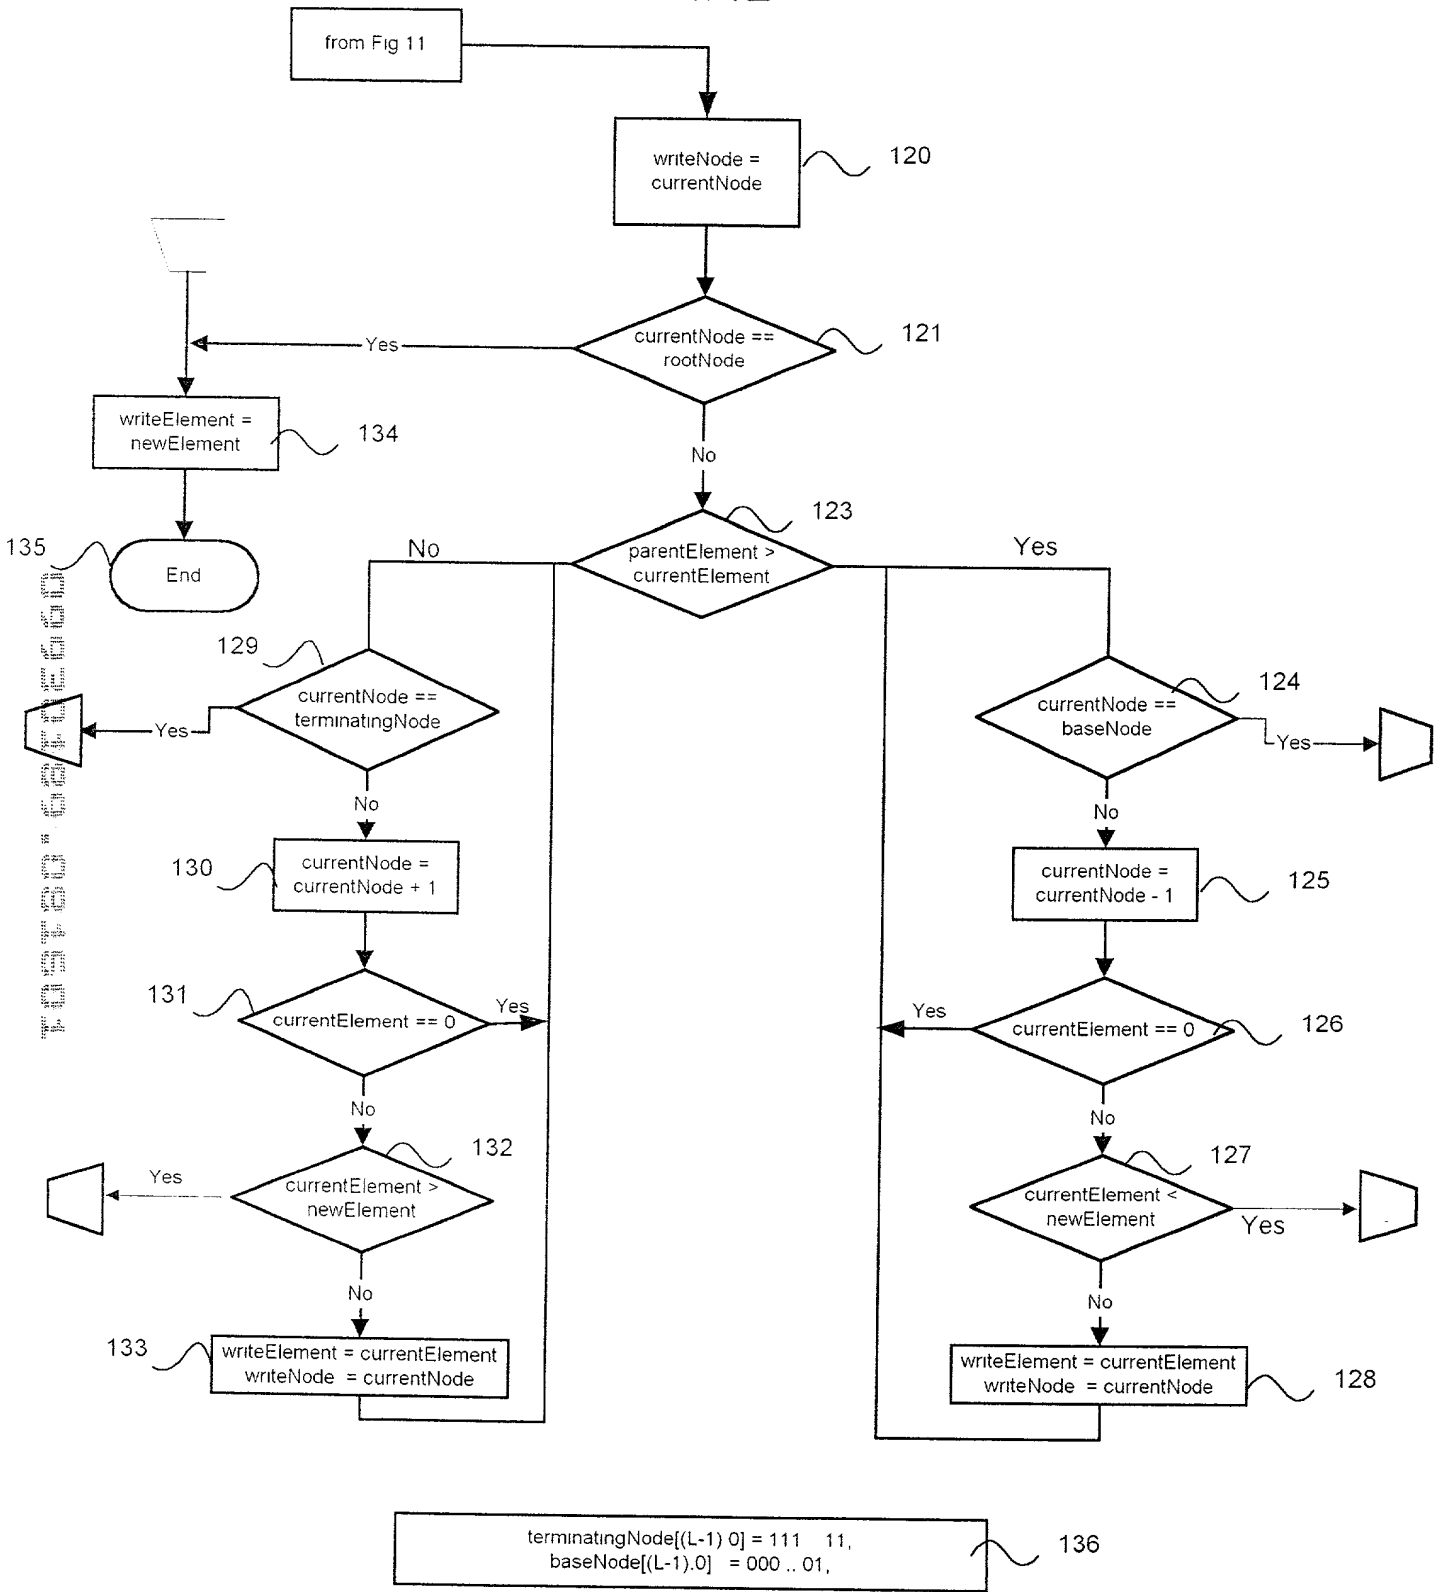 from Fig 11
writeNode =
currentNode
120
currentNode ==
rootNode
121
Yes
No
writeElement =
newElement
134
End
135
parentElement >
currentElement
123
No
Yes
currentNode ==
terminatingNode
129
Yes
No
currentNode ==
baseNode
124
Yes
No
currentNode =
currentNode + 1
130
currentNode =
currentNode - 1
125
currentElement == 0
131
Yes
No
currentElement == 0
126
Yes
No
currentElement >
newElement
132
Yes
No
currentElement <
newElement
127
Yes
No
writeElement = currentElement
writeNode = currentNode
133
writeElement = currentElement
writeNode = currentNode
128
terminatingNode[(L-1) 0] = 111 11,
baseNode[(L-1).0] = 000 .. 01,
136